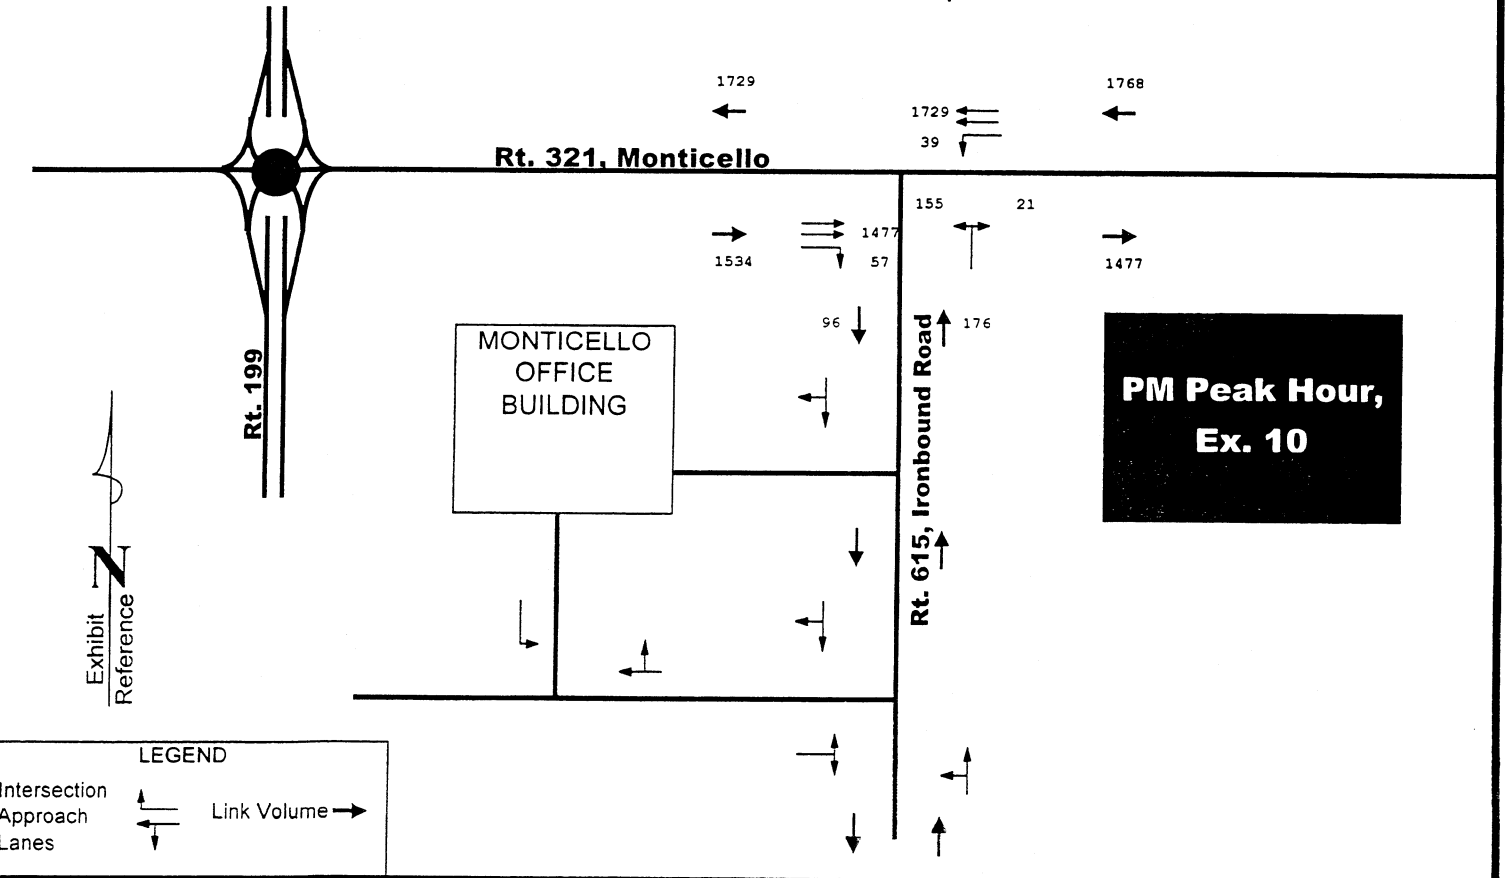 1729
1768
1729
39
Rt. 321, Monticello
155
21
1477
1534
57
1477
96
176
MONTICELLO
OFFICE
BUILDING
Rt. 199
Rt. 615, Ironbound Road
PM Peak Hour,
Ex. 10
N
Exhibit
Reference
LEGEND
Intersection
Approach
Lanes
Link Volume